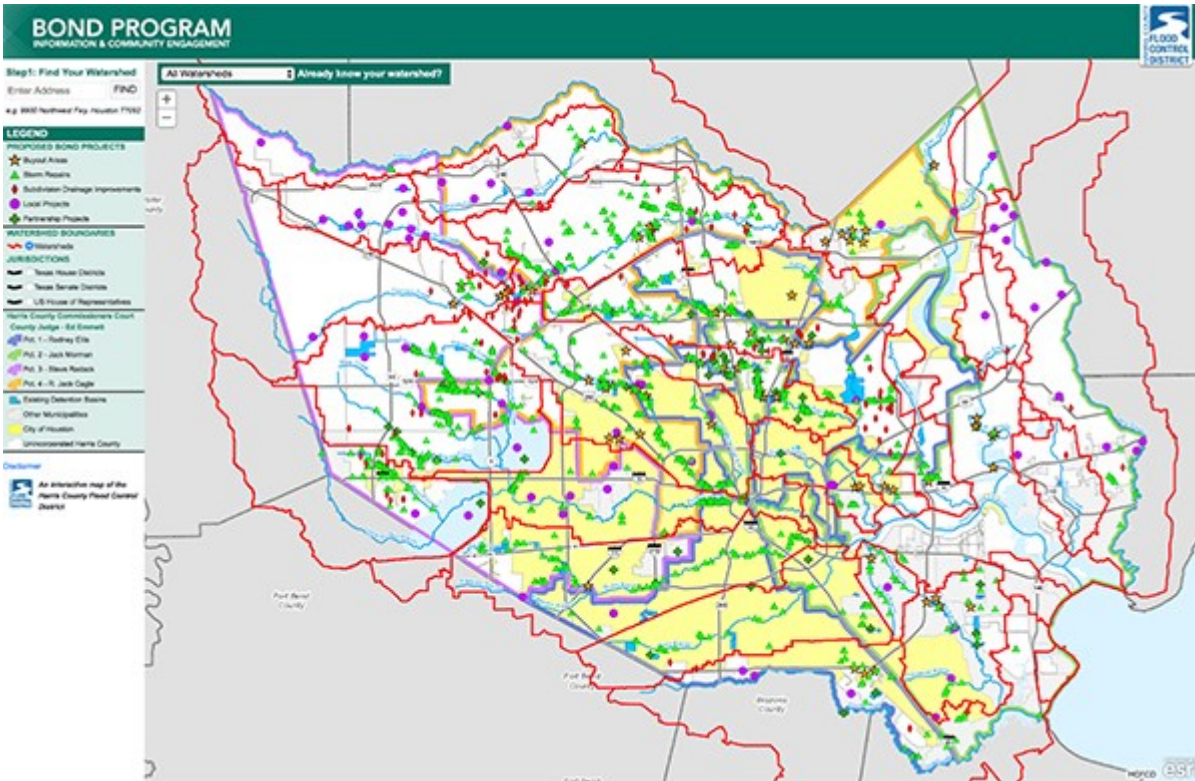 BOND PROGRAM
INFORMATION & COMMUNITY ENGAGEMENT
FLOOD
CONTROL
DISTRICT
Step1: Find Your Watershed
Enter Address FIND
e.g. 9900 Northwest Fwy, Houston 77092
All Watersheds Already know your watershed?
+
−
LEGEND
PROPOSED BOND PROJECTS
Buyout Areas
Storm Repairs
Subdivision Drainage Improvements
Local Projects
Partnership Projects
WATERSHED BOUNDARIES
Watersheds
JURISDICTIONS
Texas House Districts
Texas Senate Districts
US House of Representatives
Harris County Commissioners Court
County Judge - Ed Emmett
Pct. 1 - Rodney Ellis
Pct. 2 - Jack Morman
Pct. 3 - Steve Radack
Pct. 4 - R. Jack Cagle
Existing Detention Basins
Other Municipalities
City of Houston
Unincorporated Harris County
Disclaimer
An interactive map of the
Harris County Flood Control
District
Fort Bend
County
Fort Bend
County
Brazoria
County
esri